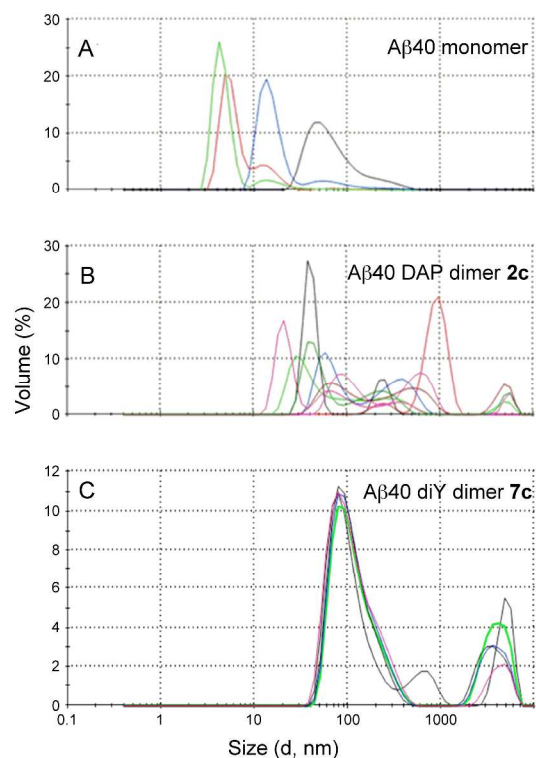 30
A
Aβ40 monomer
20
10
0
30
B
Aβ40 DAP dimer 2c
20
10
0
Volume (%)
12
C
Aβ40 diY dimer 7c
10
8
6
4
2
0
0.1 1 10 100 1000
Size (d, nm)